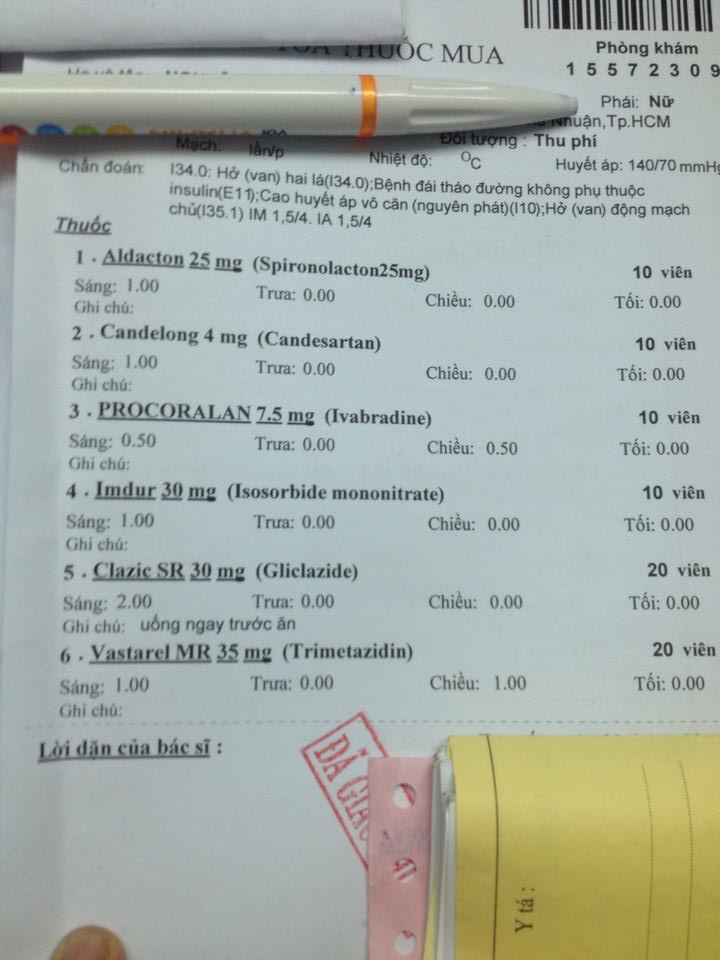 TOA THUỐC MUA
Phòng khám
1 5 5 7 2 3 0 9
Phái: Nữ
Nhuận,Tp.HCM
Đối tượng : Thu phí
Mạch: lần/p Nhiệt độ: ºC Huyết áp: 140/70 mmHg
Chẩn đoán: I34.0: Hở (van) hai lá(I34.0);Bệnh đái tháo đường không phụ thuộc
insulin(E11);Cao huyết áp vô căn (nguyên phát)(I10);Hở (van) động mạch
chủ(I35.1) IM 1,5/4. IA 1,5/4
Thuốc
1 . Aldacton 25 mg (Spironolacton25mg) 10 viên
Sáng: 1.00 Trưa: 0.00 Chiều: 0.00 Tối: 0.00
Ghi chú:
2 . Candelong 4 mg (Candesartan) 10 viên
Sáng: 1.00 Trưa: 0.00 Chiều: 0.00 Tối: 0.00
Ghi chú:
3 . PROCORALAN 7.5 mg (Ivabradine) 10 viên
Sáng: 0.50 Trưa: 0.00 Chiều: 0.50 Tối: 0.00
Ghi chú:
4 . Imdur 30 mg (Isosorbide mononitrate) 10 viên
Sáng: 1.00 Trưa: 0.00 Chiều: 0.00 Tối: 0.00
Ghi chú:
5 . Clazic SR 30 mg (Gliclazide) 20 viên
Sáng: 2.00 Trưa: 0.00 Chiều: 0.00 Tối: 0.00
Ghi chú: uống ngay trước ăn
6 . Vastarel MR 35 mg (Trimetazidin) 20 viên
Sáng: 1.00 Trưa: 0.00 Chiều: 1.00 Tối: 0.00
Ghi chú:
Lời dặn của bác sĩ :
ĐÃ GIAO
Y tá :